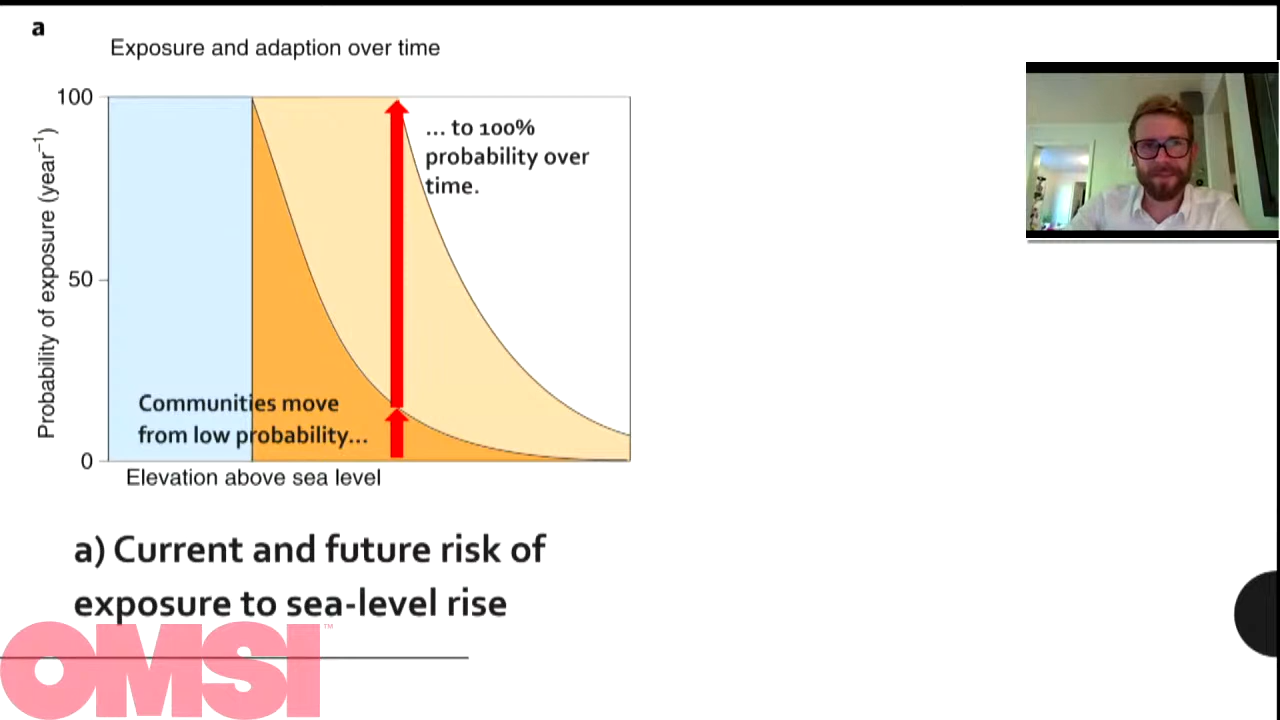 a
Exposure and adaption over time
100
50
0
Probability of exposure (year⁻¹)
... to 100%
probability over
time.
Communities move
from low probability...
Elevation above sea level
a) Current and future risk of
exposure to sea-level rise
OMSI™